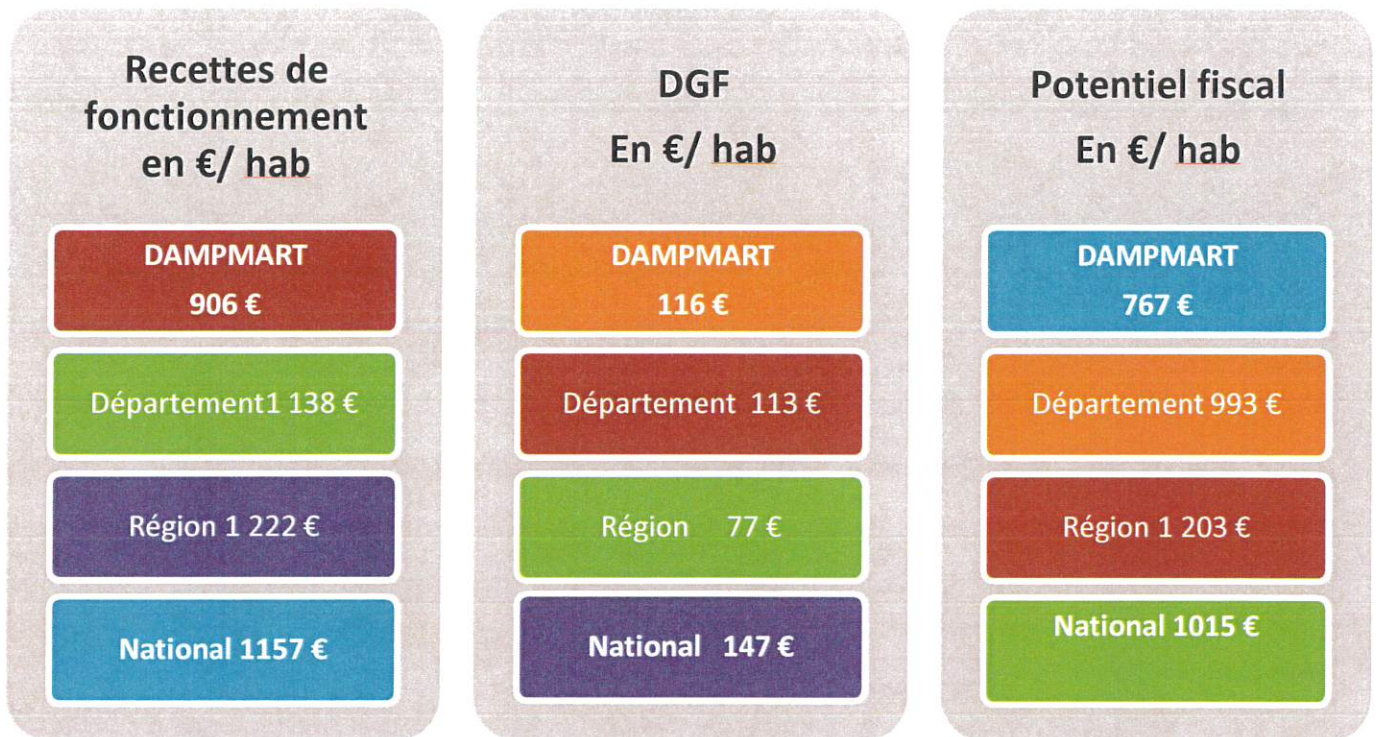 Recettes de
fonctionnement
en €/ hab
DAMPMART
906 €
Département1 138 €
Région 1 222 €
National 1157 €
DGF
En €/ hab
DAMPMART
116 €
Département 113 €
Région 77 €
National 147 €
Potentiel fiscal
En €/ hab
DAMPMART
767 €
Département 993 €
Région 1 203 €
National 1015 €